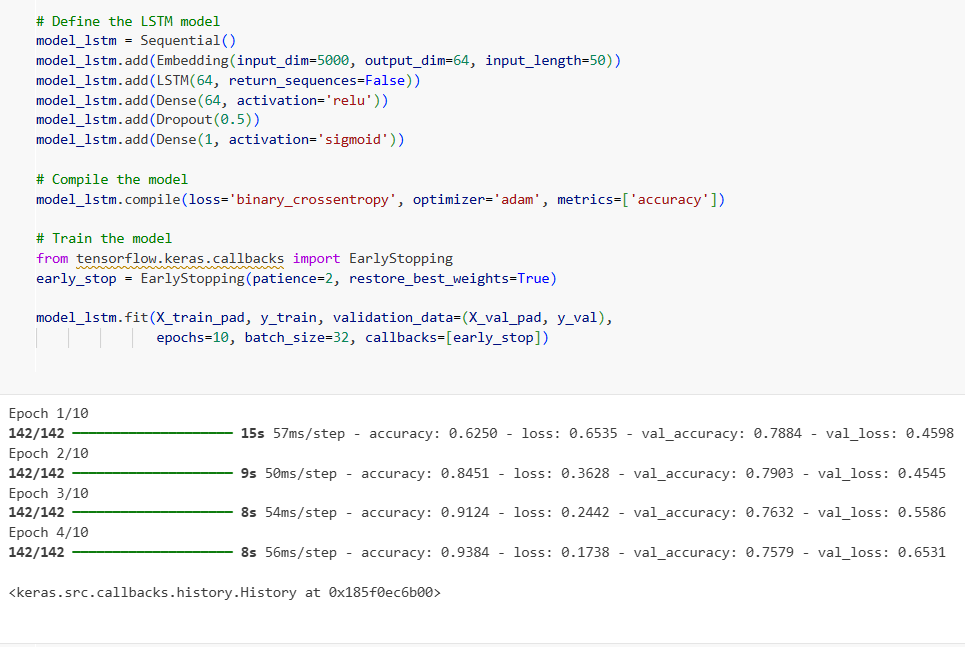 # Define the LSTM model
model_lstm = Sequential()
model_lstm.add(Embedding(input_dim=5000, output_dim=64, input_length=50))
model_lstm.add(LSTM(64, return_sequences=False))
model_lstm.add(Dense(64, activation='relu'))
model_lstm.add(Dropout(0.5))
model_lstm.add(Dense(1, activation='sigmoid'))
# Compile the model
model_lstm.compile(loss='binary_crossentropy', optimizer='adam', metrics=['accuracy'])
# Train the model
from tensorflow.keras.callbacks import EarlyStopping
early_stop = EarlyStopping(patience=2, restore_best_weights=True)
model_lstm.fit(X_train_pad, y_train, validation_data=(X_val_pad, y_val),
epochs=10, batch_size=32, callbacks=[early_stop])
Epoch 1/10
142/142 15s 57ms/step - accuracy: 0.6250 - loss: 0.6535 - val_accuracy: 0.7884 - val_loss: 0.4598
Epoch 2/10
142/142 9s 50ms/step - accuracy: 0.8451 - loss: 0.3628 - val_accuracy: 0.7903 - val_loss: 0.4545
Epoch 3/10
142/142 8s 54ms/step - accuracy: 0.9124 - loss: 0.2442 - val_accuracy: 0.7632 - val_loss: 0.5586
Epoch 4/10
142/142 8s 56ms/step - accuracy: 0.9384 - loss: 0.1738 - val_accuracy: 0.7579 - val_loss: 0.6531
<keras.src.callbacks.history.History at 0x185f0ec6b00>